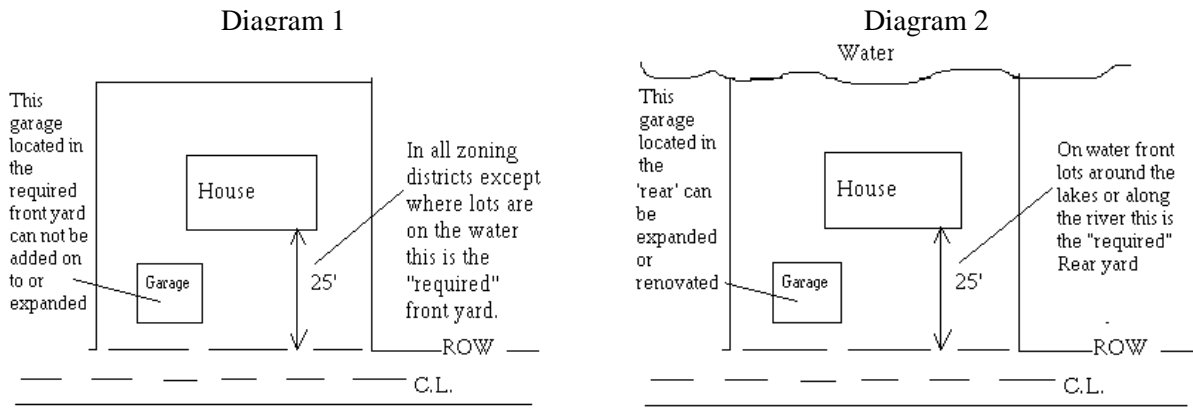 Diagram 1
This
garage
located in
the
required
front yard
can not be
added on
to or
expanded
House
Garage
25'
In all zoning
districts except
where lots are
on the water
this is the
"required"
front yard.
ROW
C.L.
Diagram 2
Water
This
garage
located in
the
'rear' can
be
expanded
or
renovated
House
Garage
25'
On water front
lots around the
lakes or along
the river this is
the "required"
Rear yard
ROW
C.L.